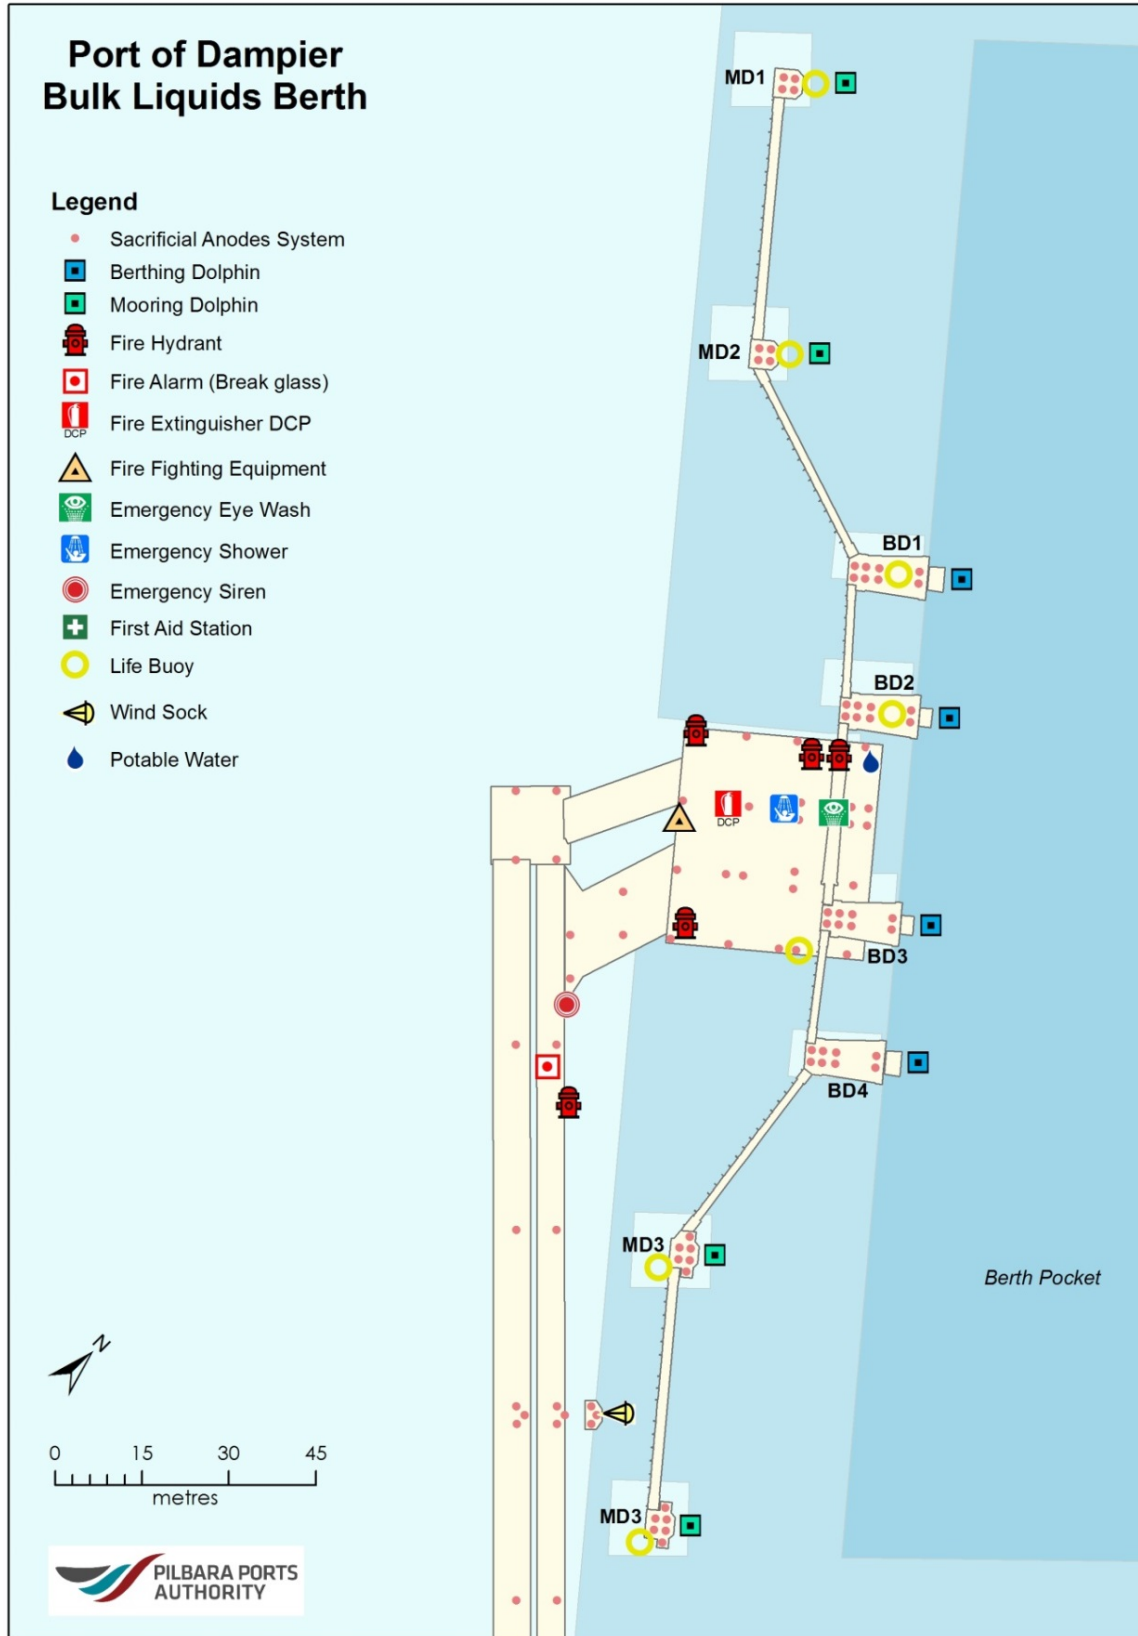 Port of Dampier
Bulk Liquids Berth
Legend
Sacrificial Anodes System
Berthing Dolphin
Mooring Dolphin
Fire Hydrant
Fire Alarm (Break glass)
DCP
Fire Extinguisher DCP
Fire Fighting Equipment
Emergency Eye Wash
Emergency Shower
Emergency Siren
First Aid Station
Life Buoy
Wind Sock
Potable Water
MD1
MD2
BD1
BD2
DCP
BD3
BD4
MD3
Berth Pocket
N
0 15 30 45
metres
MD3
PILBARA PORTS
AUTHORITY